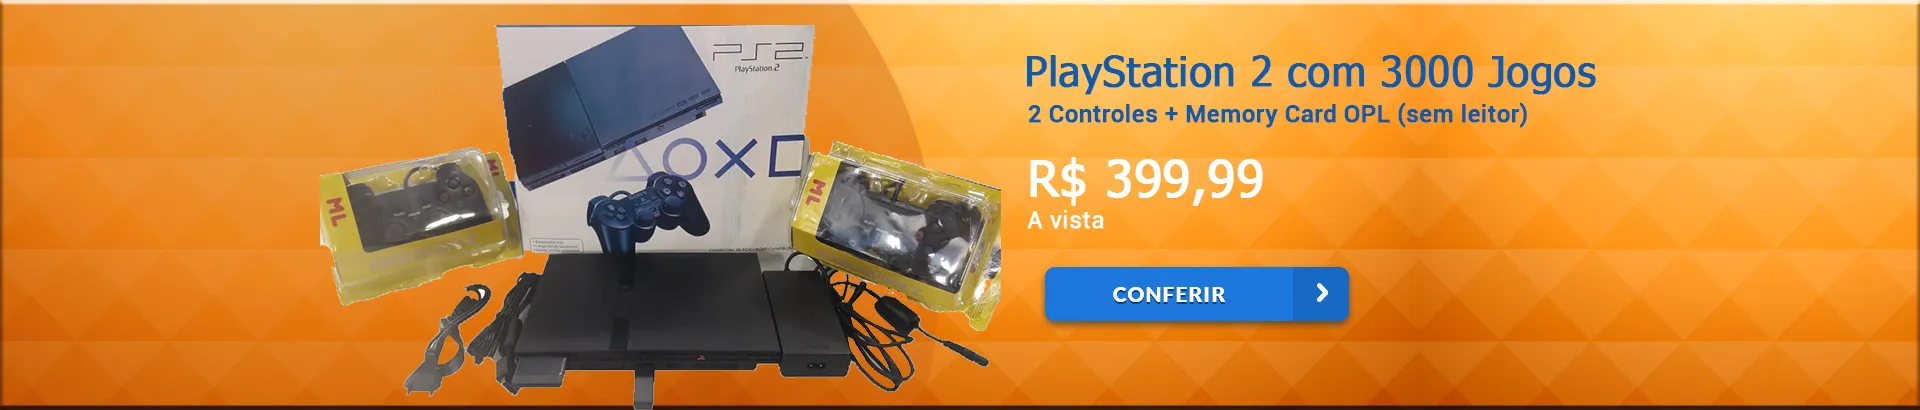 PS2
PlayStation 2
ML
ML
ML
PlayStation 2 com 3000 Jogos
2 Controles + Memory Card OPL (sem leitor)
R$ 399,99
A vista
CONFERIR